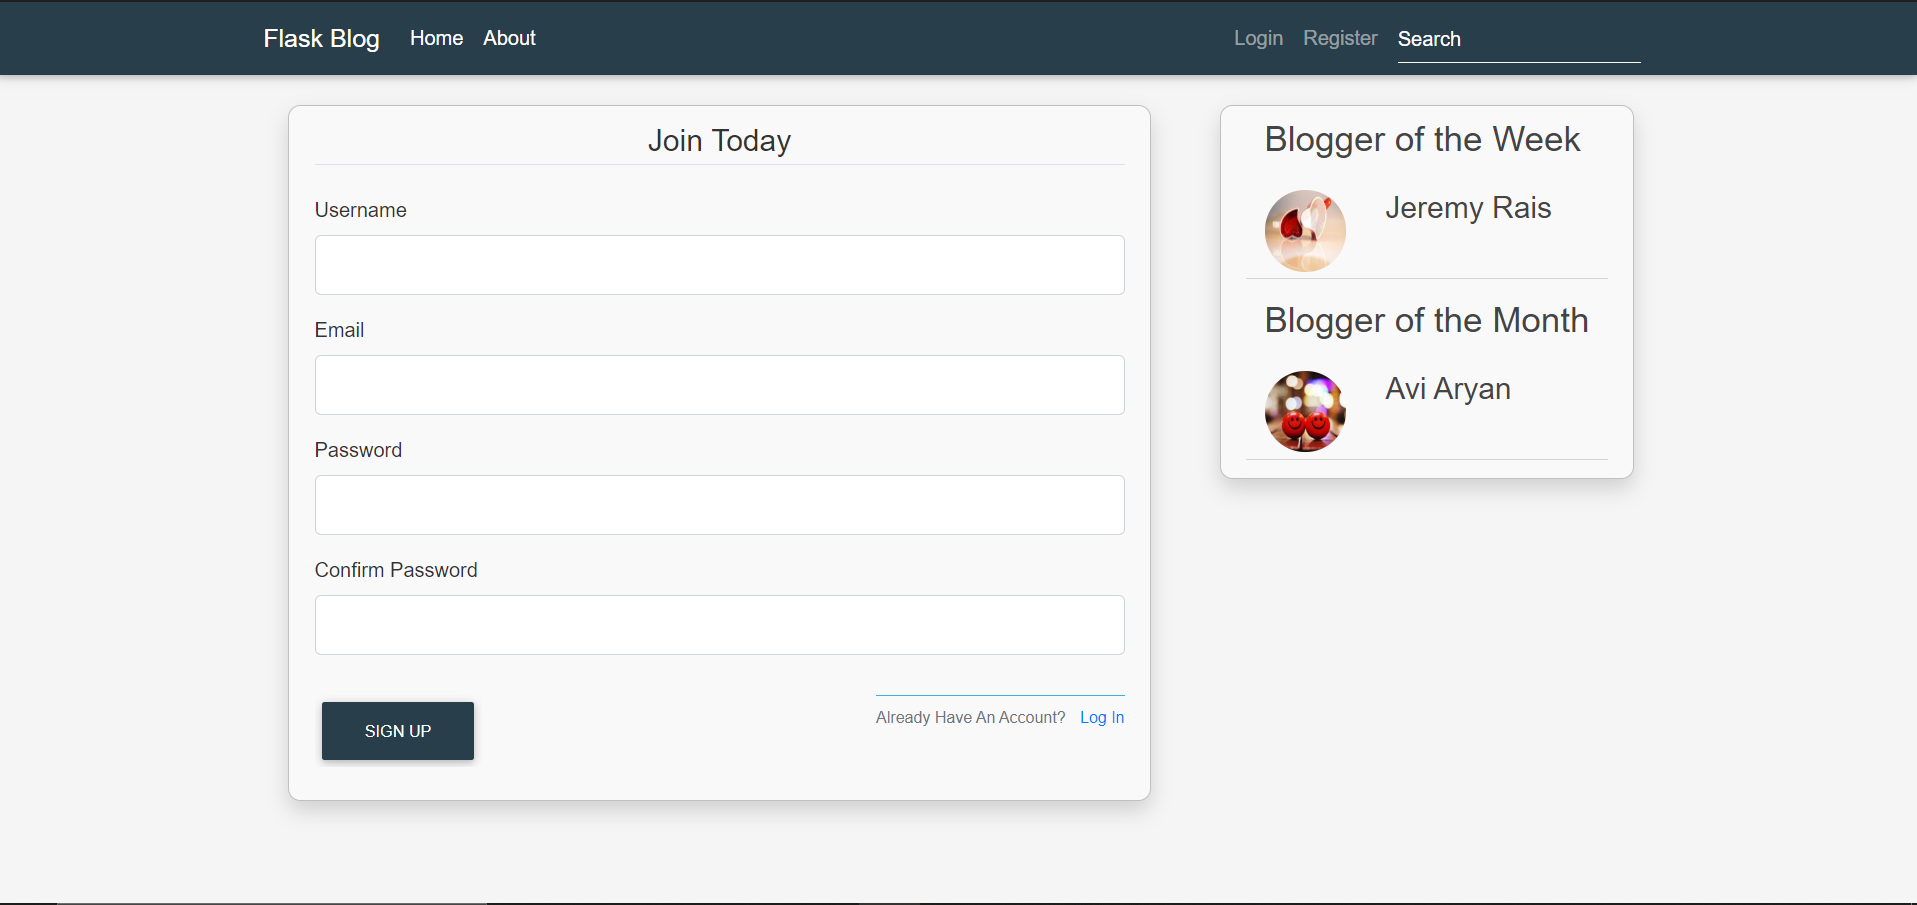 Flask Blog Home About Login Register Search
Join Today
Username
Email
Password
Confirm Password
SIGN UP
Already Have An Account? Log In
Blogger of the Week
Jeremy Rais
Blogger of the Month
Avi Aryan